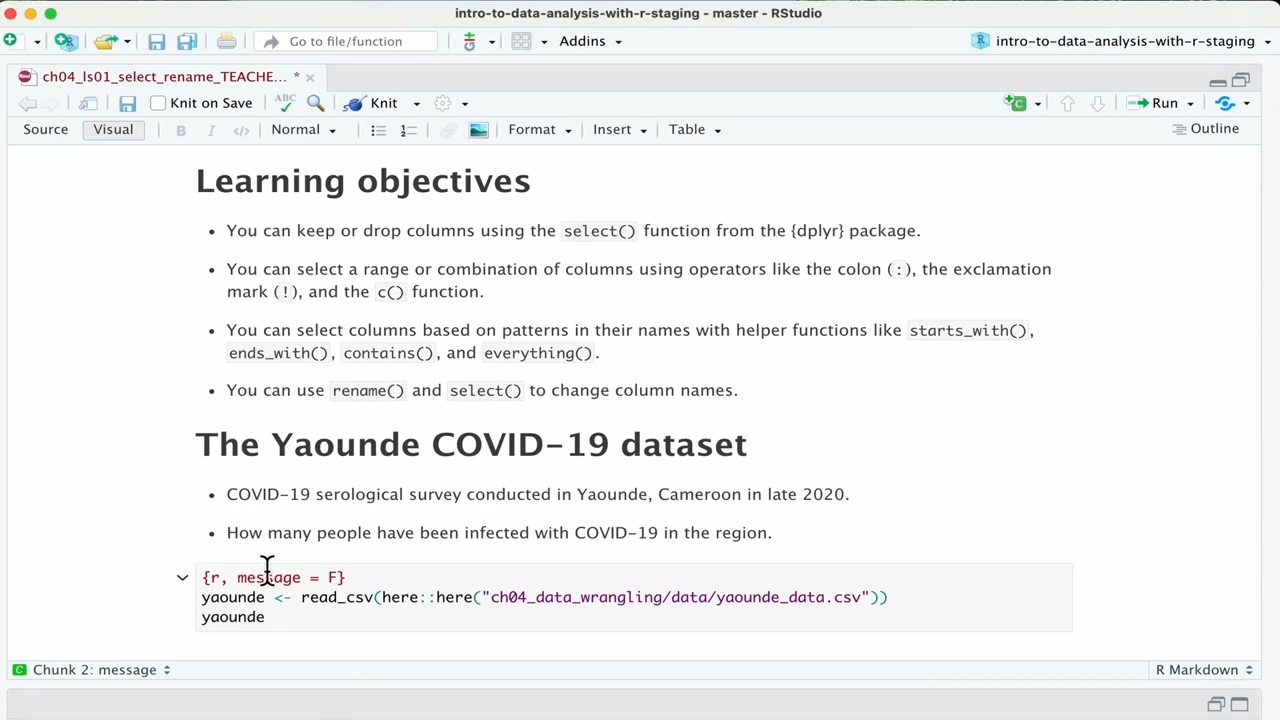 intro-to-data-analysis-with-r-staging - master - RStudio
Go to file/function
Addins
intro-to-data-analysis-with-r-staging
ch04_ls01_select_rename_TEACHE... *
Knit on Save
ABC
Knit
Run
Source
Visual
B
I
Normal
Format
Insert
Table
Outline
Learning objectives
• You can keep or drop columns using the select() function from the {dplyr} package.
• You can select a range or combination of columns using operators like the colon (:), the exclamation
mark (!), and the c() function.
• You can select columns based on patterns in their names with helper functions like starts_with(),
ends_with(), contains(), and everything().
• You can use rename() and select() to change column names.
The Yaounde COVID-19 dataset
• COVID-19 serological survey conducted in Yaounde, Cameroon in late 2020.
• How many people have been infected with COVID-19 in the region.
{r, message = F}
yaounde <- read_csv(here::here("ch04_data_wrangling/data/yaounde_data.csv"))
yaounde
Chunk 2: message
R Markdown